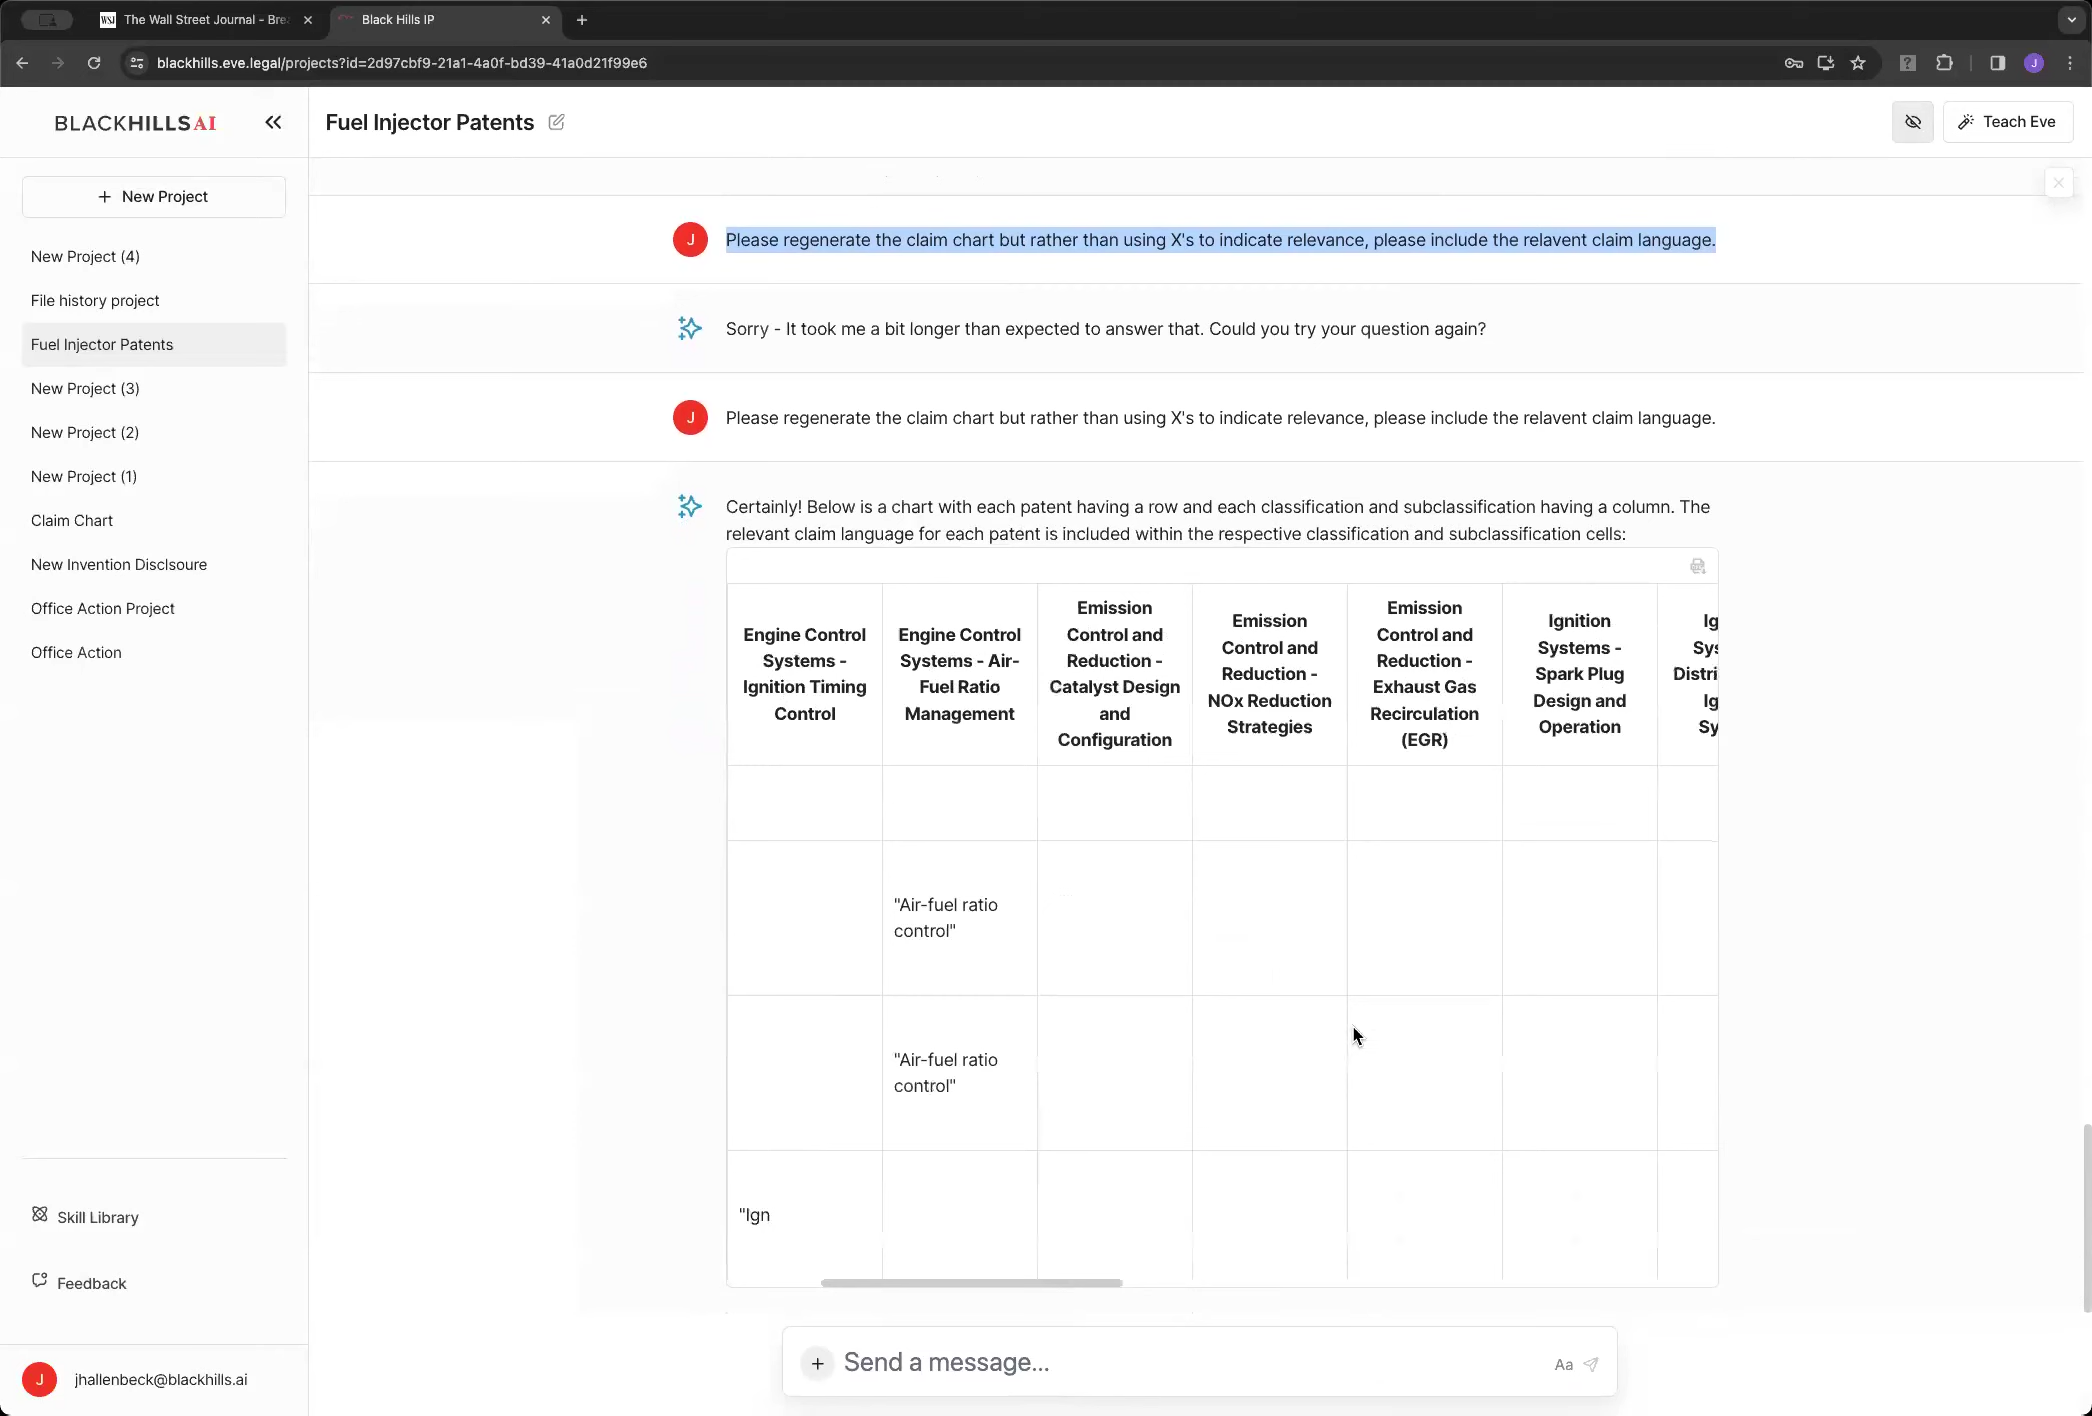 The Wall Street Journal - Bre
Black Hills IP
blackhills.eve.legal/projects?id=2d97cbf9-21a1-4a0f-bd39-41a0d21f99e6
J
BLACKHILLS AI
Fuel Injector Patents
Teach Eve
+ New Project
New Project (4)
File history project
Fuel Injector Patents
New Project (3)
New Project (2)
New Project (1)
Claim Chart
New Invention Disclsoure
Office Action Project
Office Action
Skill Library
Feedback
J
jhallenbeck@blackhills.ai
J
Please regenerate the claim chart but rather than using X's to indicate relevance, please include the relavent claim language.
Sorry - It took me a bit longer than expected to answer that. Could you try your question again?
J
Please regenerate the claim chart but rather than using X's to indicate relevance, please include the relavent claim language.
Certainly! Below is a chart with each patent having a row and each classification and subclassification having a column. The
relevant claim language for each patent is included within the respective classification and subclassification cells:
Engine Control
Systems -
Ignition Timing
Control
Engine Control
Systems - Air-
Fuel Ratio
Management
Emission
Control and
Reduction -
Catalyst Design
and
Configuration
Emission
Control and
Reduction -
NOx Reduction
Strategies
Emission
Control and
Reduction -
Exhaust Gas
Recirculation
(EGR)
Ignition
Systems -
Spark Plug
Design and
Operation
Ig
Sys
Distri
Ig
Sy
"Air-fuel ratio
control"
"Air-fuel ratio
control"
"Ign
Send a message...
Aa